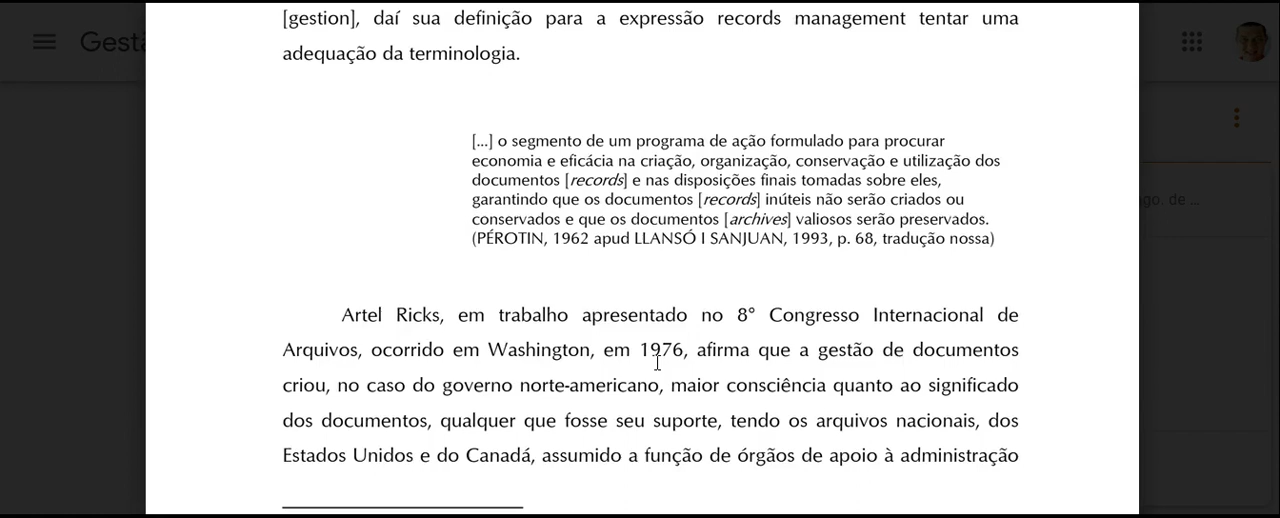 Gestã
[gestion], daí sua definição para a expressão records management tentar uma
adequação da terminologia.
[...] o segmento de um programa de ação formulado para procurar
economia e eficácia na criação, organização, conservação e utilização dos
documentos [records] e nas disposições finais tomadas sobre eles,
garantindo que os documentos [records] inúteis não serão criados ou
conservados e que os documentos [archives] valiosos serão preservados.
(PÉROTIN, 1962 apud LLANSÓ I SANJUAN, 1993, p. 68, tradução nossa)
ago. de ...
Artel Ricks, em trabalho apresentado no 8° Congresso Internacional de
Arquivos, ocorrido em Washington, em 1976, afirma que a gestão de documentos
criou, no caso do governo norte-americano, maior consciência quanto ao significado
dos documentos, qualquer que fosse seu suporte, tendo os arquivos nacionais, dos
Estados Unidos e do Canadá, assumido a função de órgãos de apoio à administração